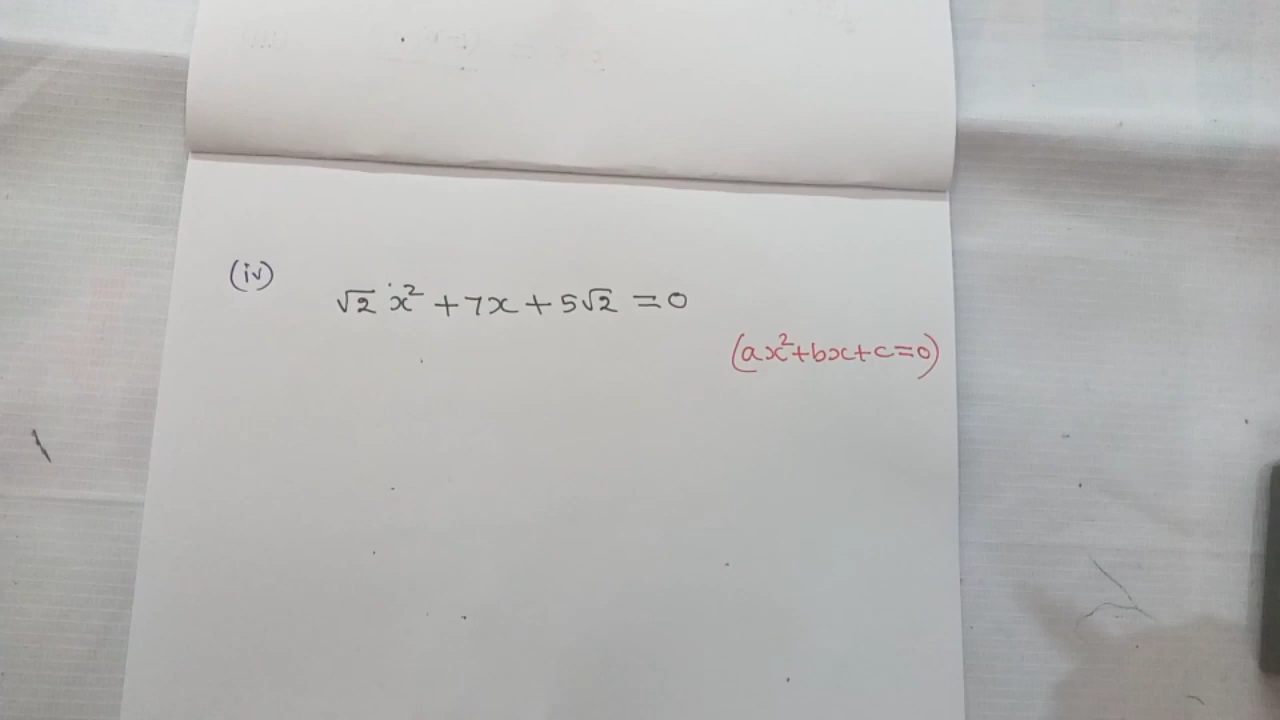 (iv)
√2 x² + 7x + 5√2 = 0
(ax²+bx+c=0)